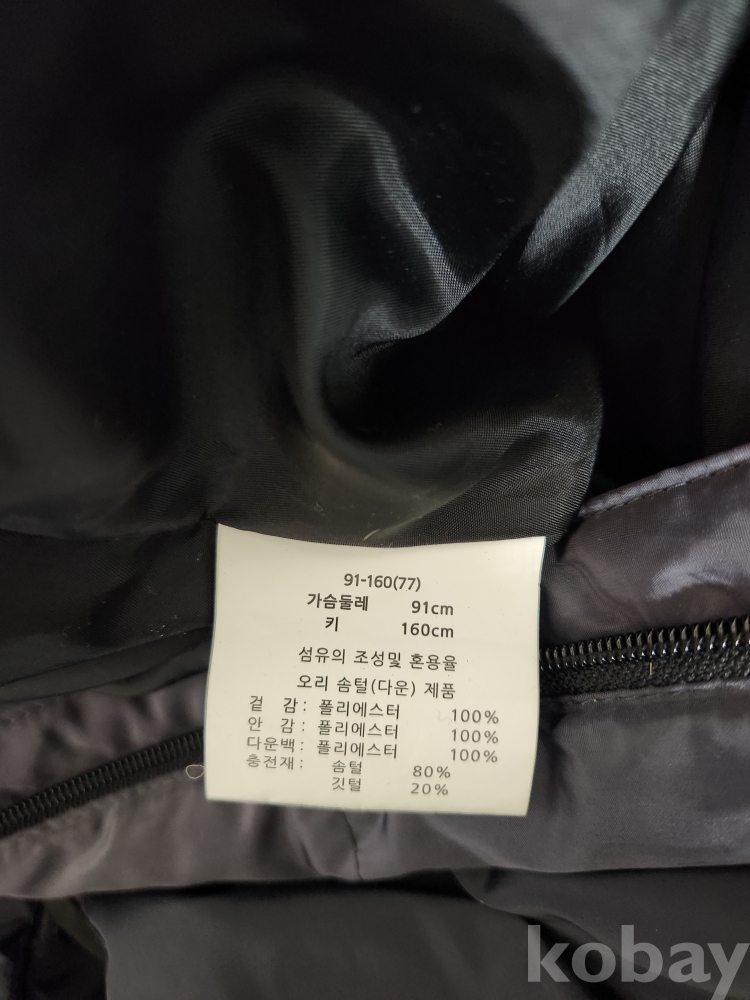 91-160(77)
가슴둘레 91cm
키 160cm
섬유의 조성및 혼용율
오리 솜털(다운) 제품
겉 감 : 폴리에스터 100%
안 감 : 폴리에스터 100%
다운백 : 폴리에스터 100%
충전재 : 솜털 80%
깃털 20%
kobay